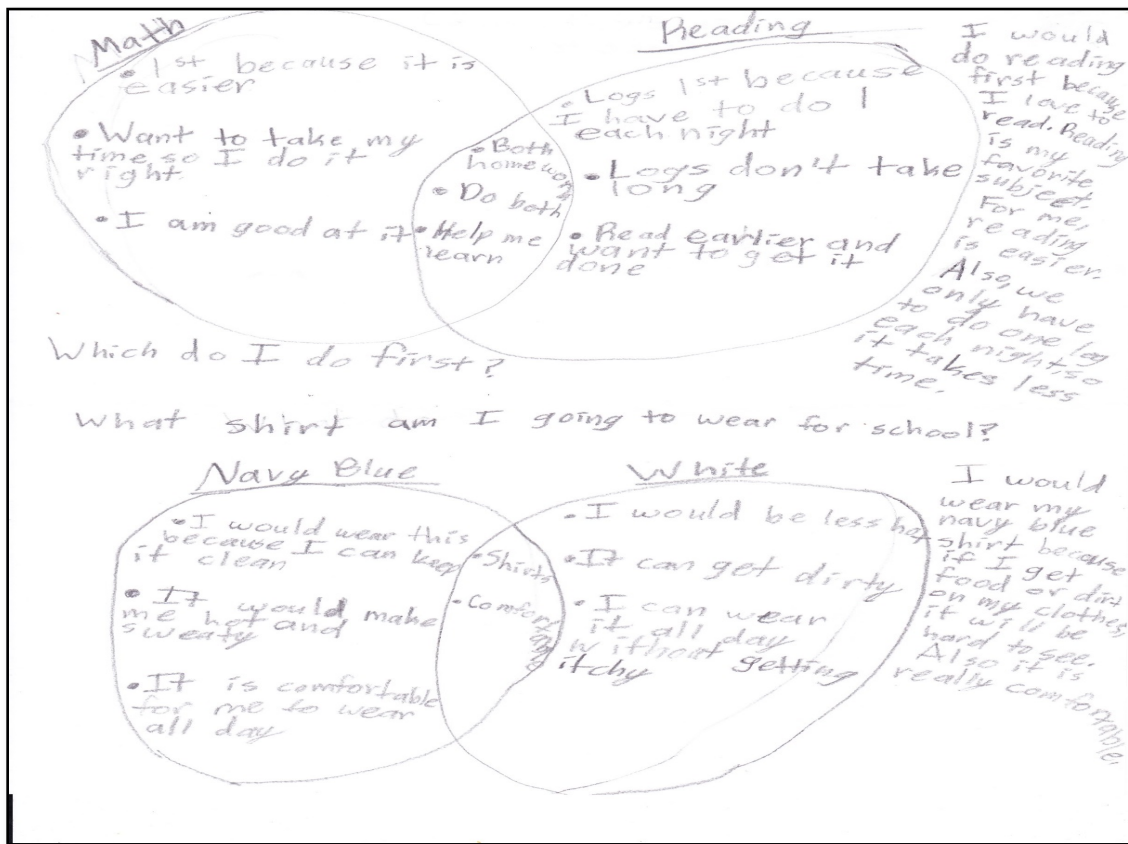 Math
• 1st because it is
easier
• Want to take my
time so I do it
right.
• I am good at it
• Both
homework
• Do both
• Help me
learn
Reading
• Logs 1st because
I have to do 1
each night
• Logs don't take
long
• Read earlier and
want to get it
done
I would
do reading
first because
I love to
read. Reading
is my
favorite
subject.
For me,
reading
is easier.
Also, we
only have
to do one log
each night so
it takes less
time.
Which do I do first?
What shirt am I going to wear for school?
Navy Blue
• I would wear this
because I can keep
it clean
• It would make
me hot and
sweaty
• It is comfortable
for me to wear
all day
• Shirts
• Comfortable
White
• I would be less hot
• It can get dirty
• I can wear
it all day
without getting
itchy
I would
wear my
navy blue
shirt because
if I get
food or dirt
on my clothes,
it will be
hard to see.
Also it is
really comfortable.